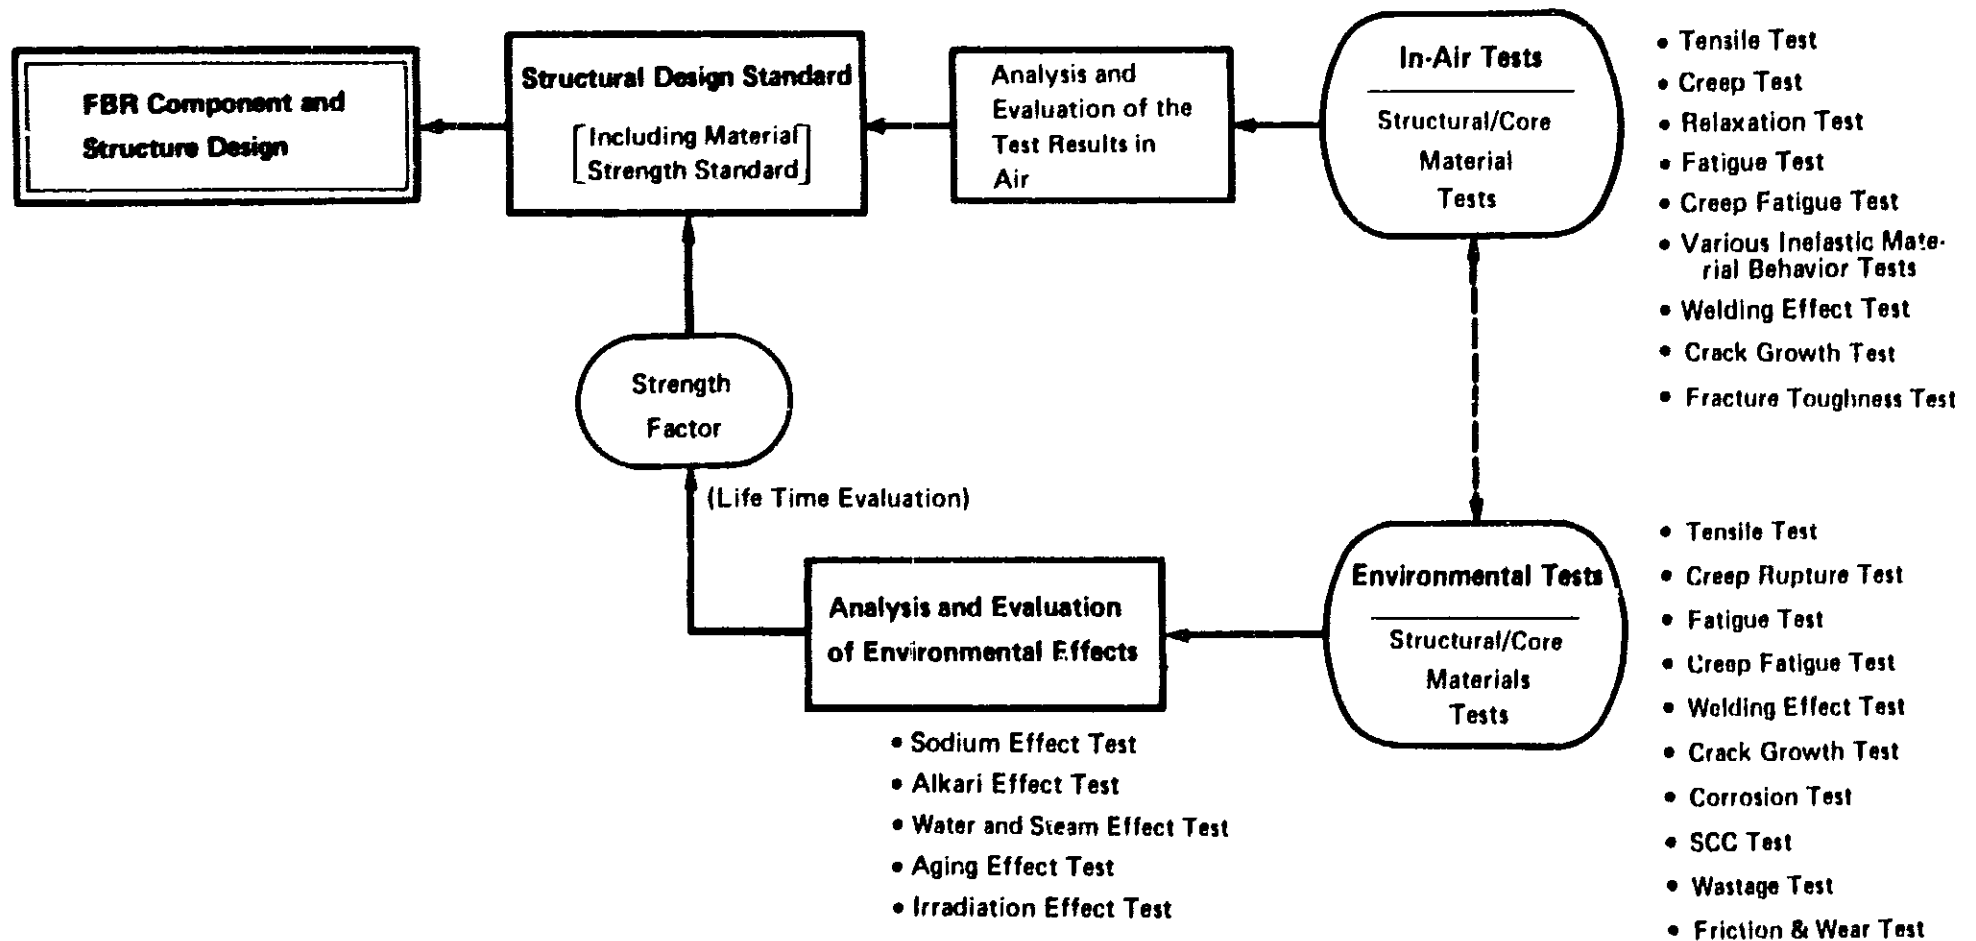 FBR Component and
Structure Design
Structural Design Standard
[Including Material
Strength Standard]
Analysis and
Evaluation of the
Test Results in
Air
In-Air Tests
Structural/Core
Material
Tests
• Tensile Test
• Creep Test
• Relaxation Test
• Fatigue Test
• Creep Fatigue Test
• Various Inelastic Mate-
rial Behavior Tests
• Welding Effect Test
• Crack Growth Test
• Fracture Toughness Test
Strength
Factor
(Life Time Evaluation)
Analysis and Evaluation
of Environmental Effects
• Sodium Effect Test
• Alkari Effect Test
• Water and Steam Effect Test
• Aging Effect Test
• Irradiation Effect Test
Environmental Tests
Structural/Core
Materials
Tests
• Tensile Test
• Creep Rupture Test
• Fatigue Test
• Creep Fatigue Test
• Welding Effect Test
• Crack Growth Test
• Corrosion Test
• SCC Test
• Wastage Test
• Friction & Wear Test